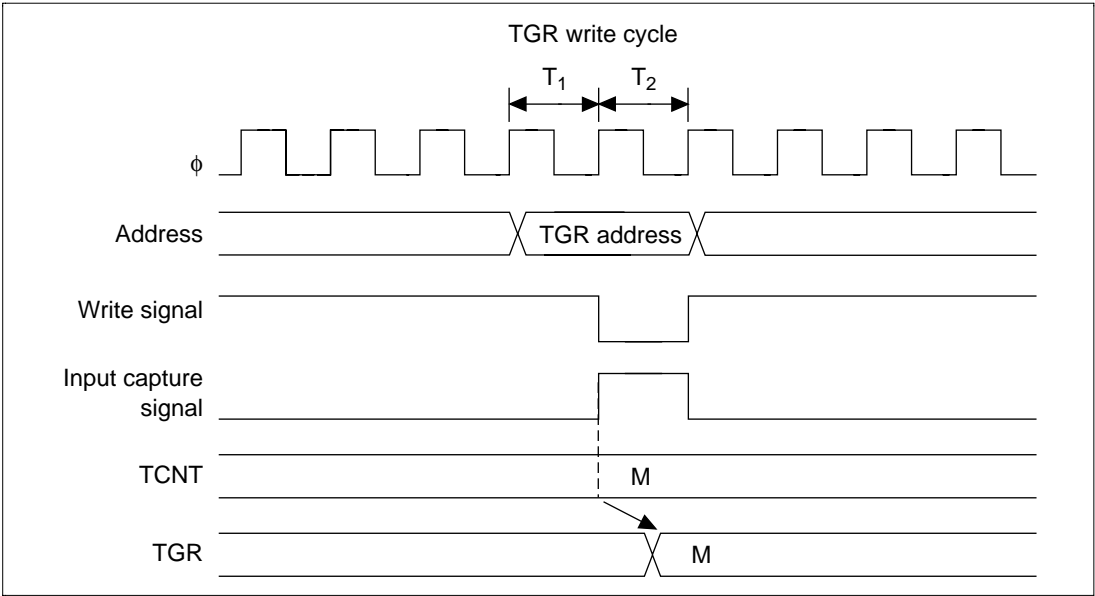 TGR write cycle
T1 T2
ϕ
Address
TGR address
Write signal
Input capture
signal
TCNT
M
TGR
M